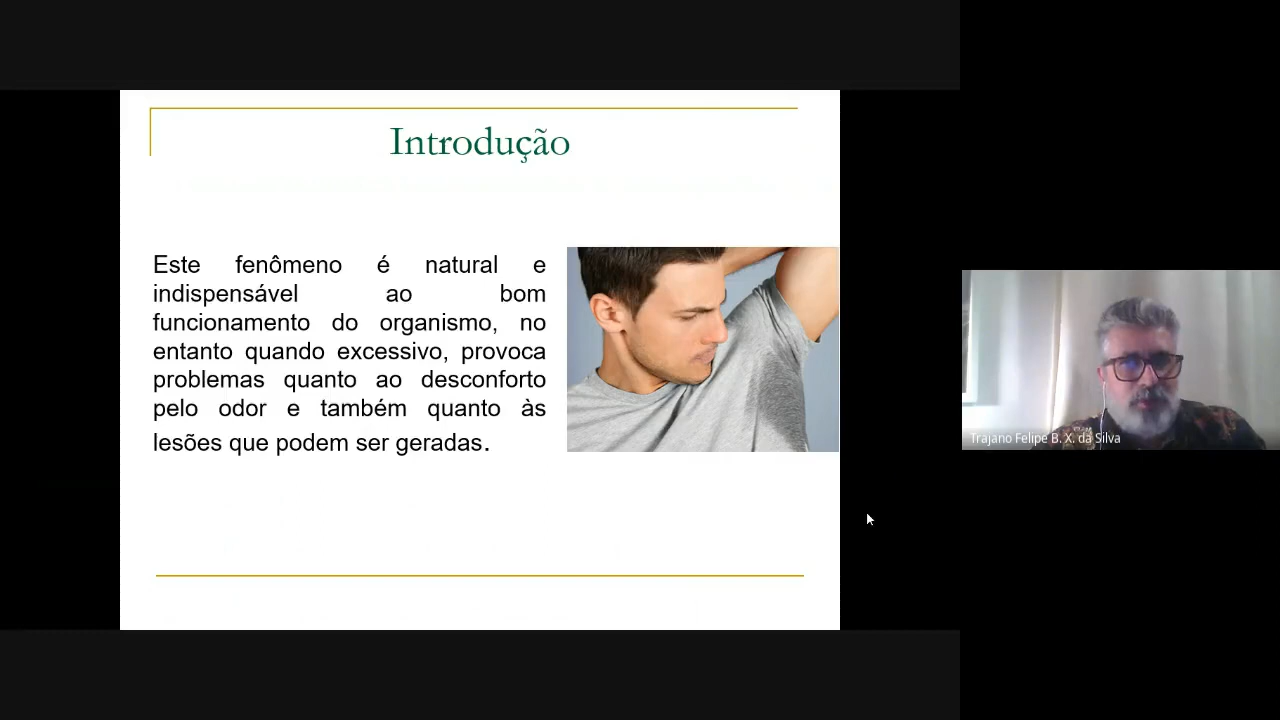 Introdução
Este fenômeno é natural e
indispensável ao bom
funcionamento do organismo, no
entanto quando excessivo, provoca
problemas quanto ao desconforto
pelo odor e também quanto às
lesões que podem ser geradas.
Trajano Felipe B. X. da Silva